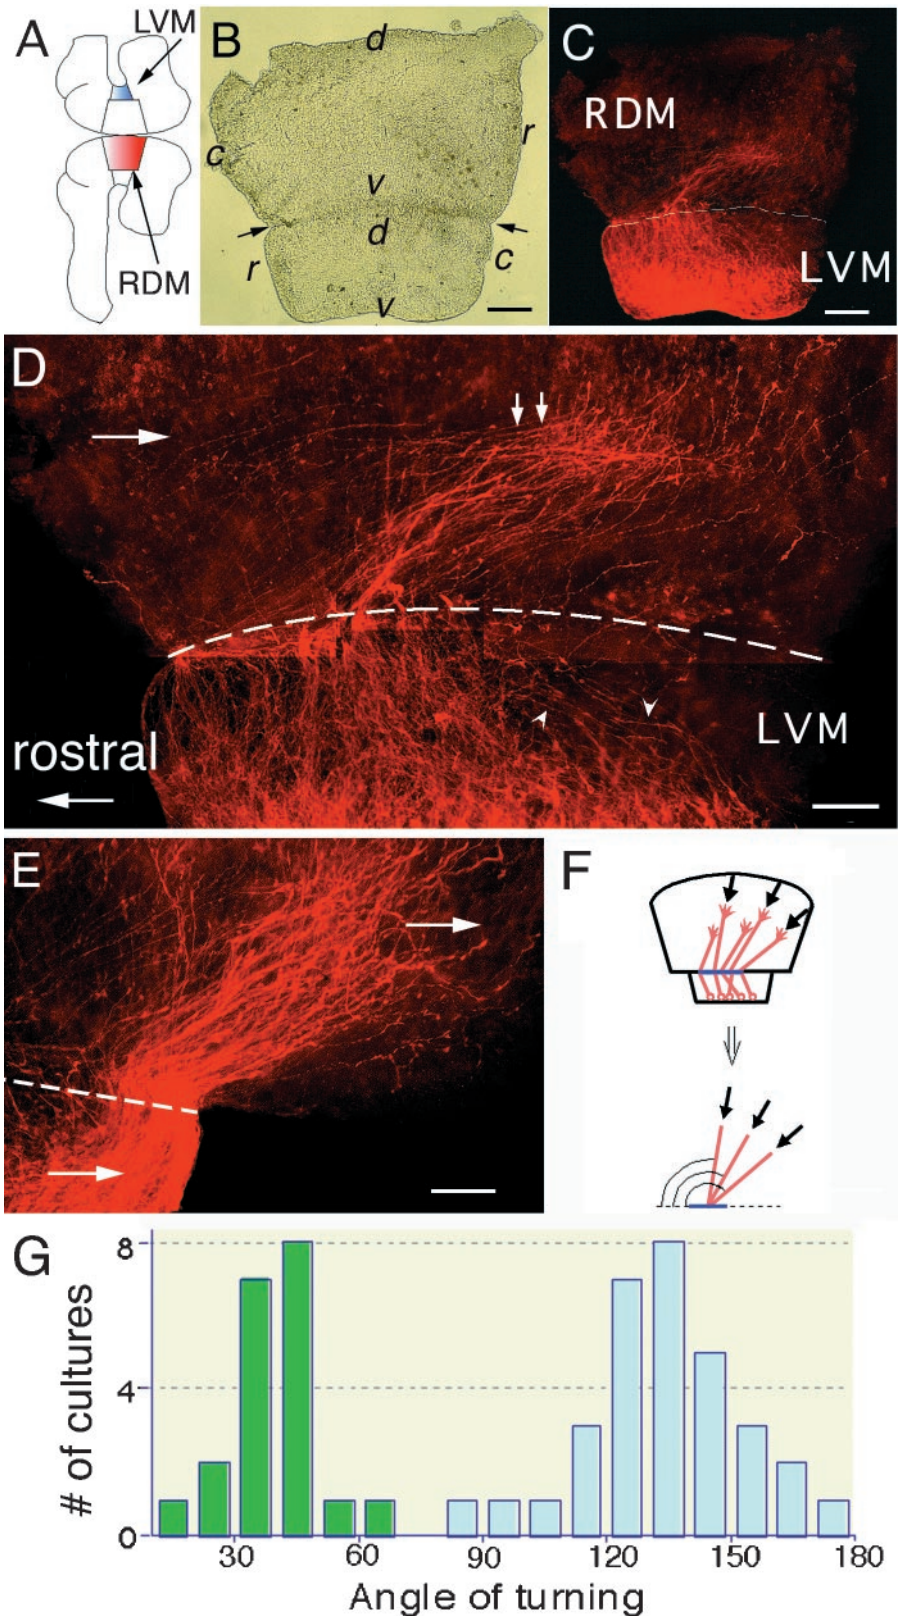 A
LVM
RDM
B
d
c
r
v
d
r
c
v
C
RDM
LVM
D
LVM
rostral
E
F
G
# of cultures
8
4
0
30
60
90
120
150
180
Angle of turning